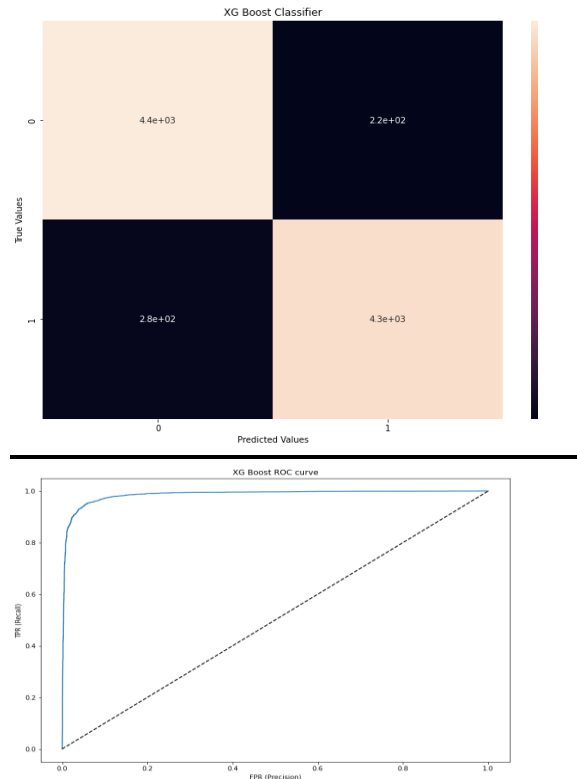 XG Boost Classifier
0
4.4e+03
2.2e+02
True Values
1
2.8e+02
4.3e+03
0
1
Predicted Values
XG Boost ROC curve
1.0
0.8
0.6
TPR (Recall)
0.4
0.2
0.0
0.0
0.2
0.4
0.6
0.8
1.0
FPR (Precision)